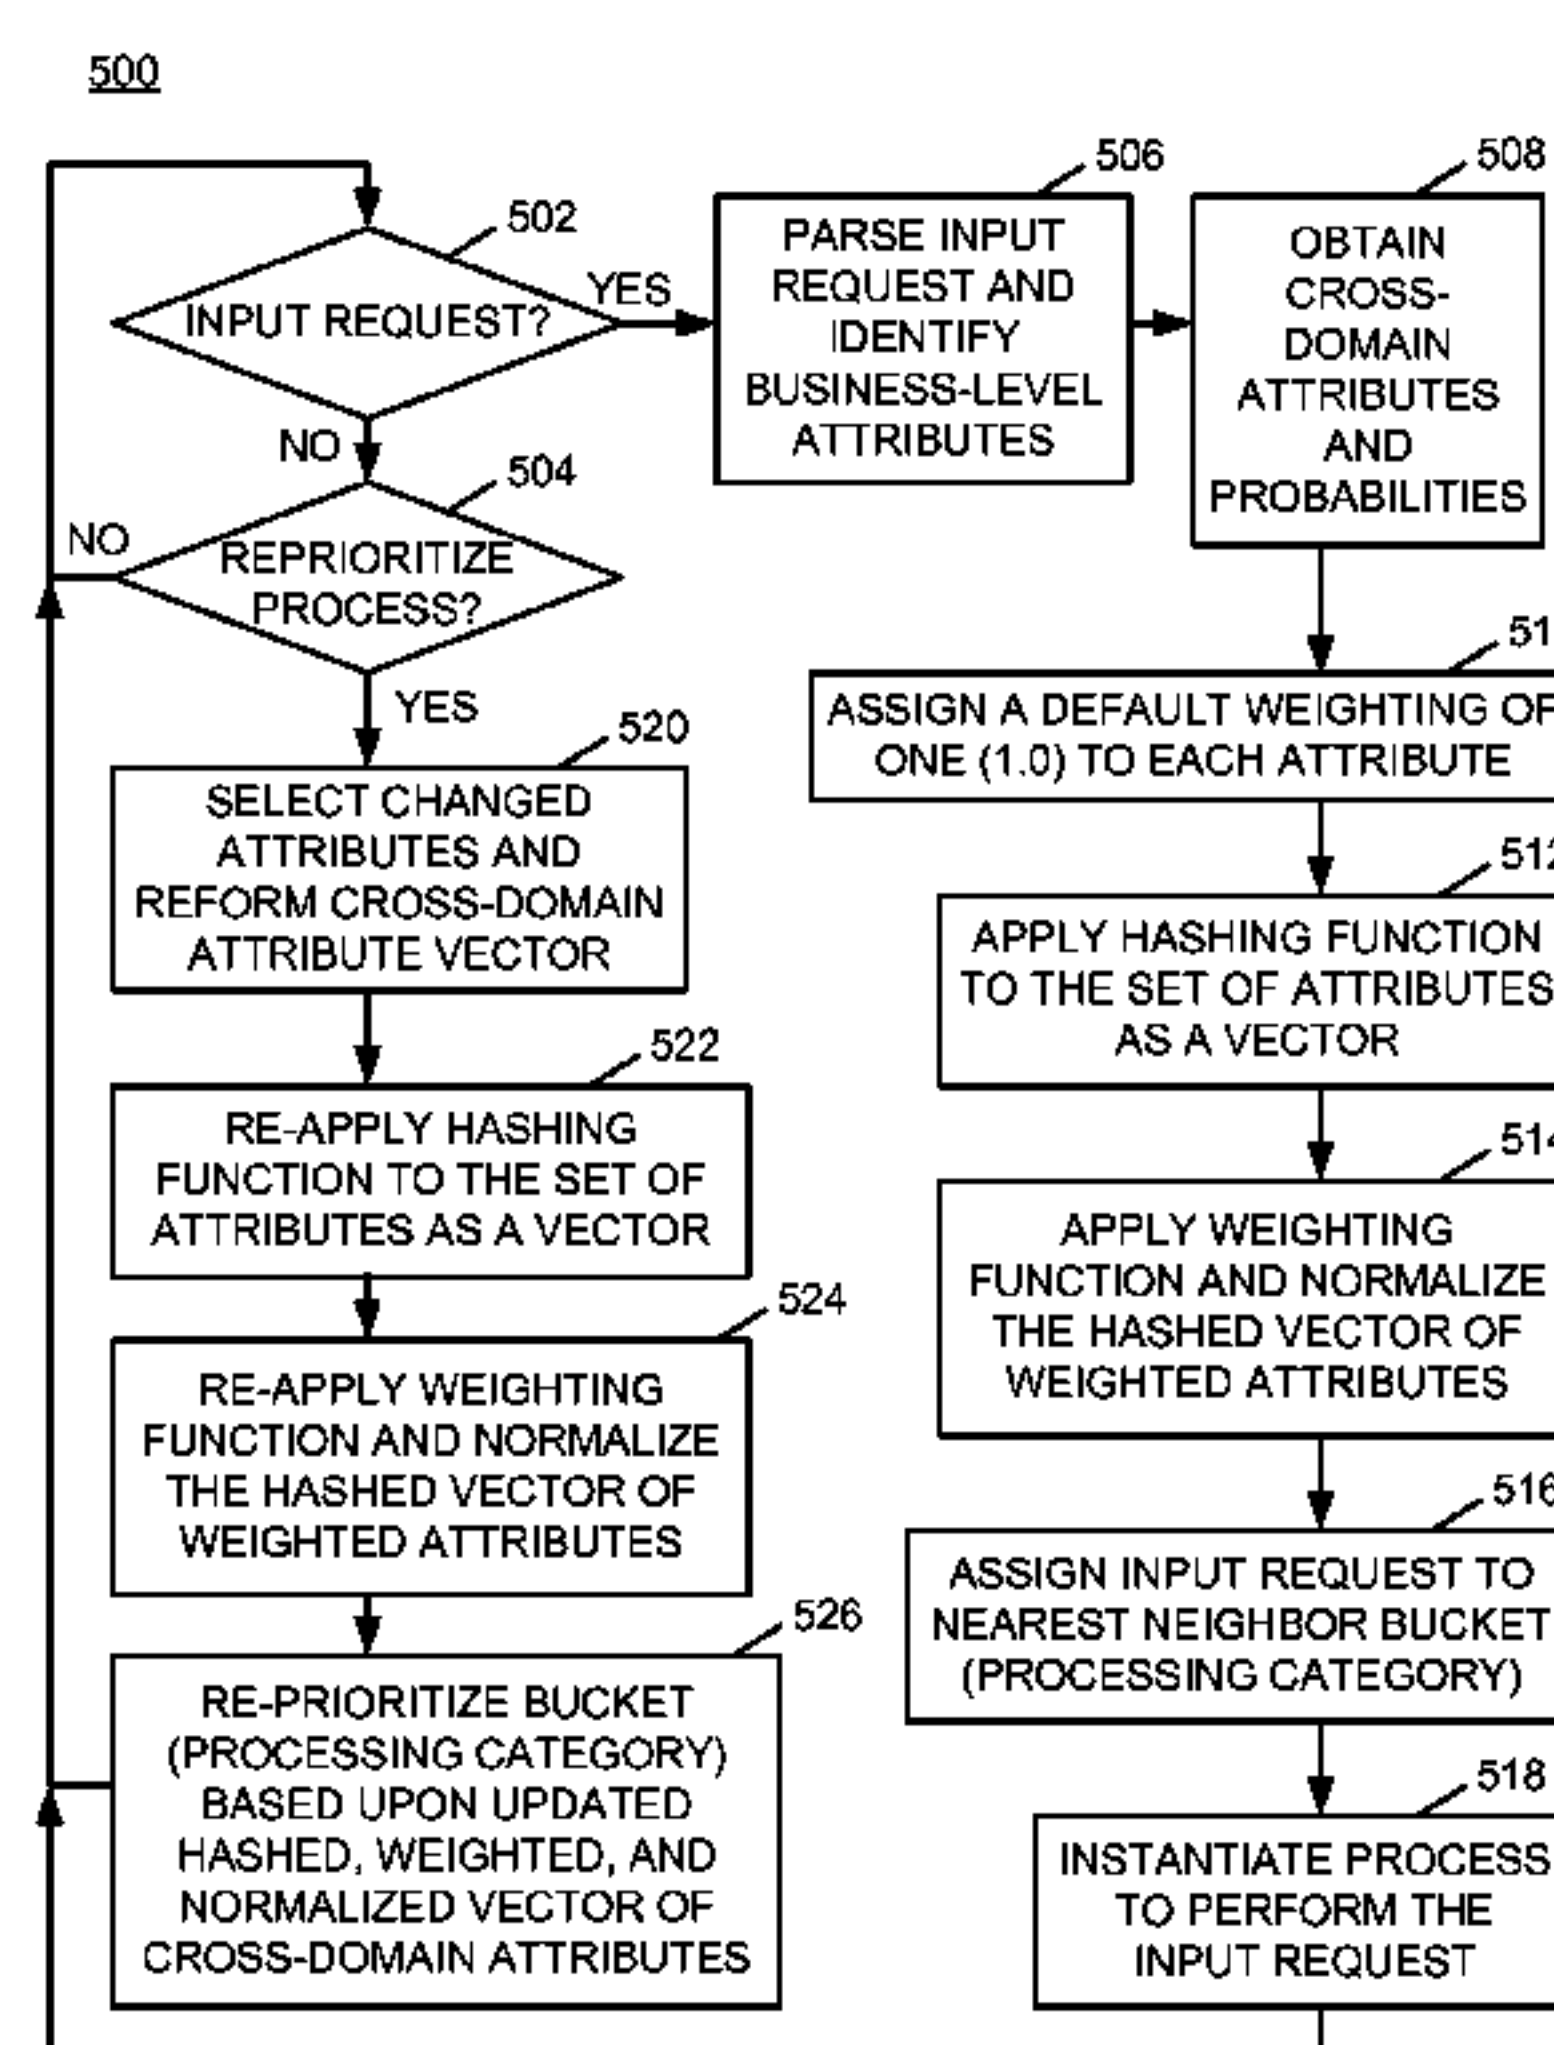 500
502
INPUT REQUEST?
YES
NO
506
PARSE INPUT
REQUEST AND
IDENTIFY
BUSINESS-LEVEL
ATTRIBUTES
508
OBTAIN
CROSS-
DOMAIN
ATTRIBUTES
AND
PROBABILITIES
504
NO
REPRIORITIZE
PROCESS?
YES
520
SELECT CHANGED
ATTRIBUTES AND
REFORM CROSS-DOMAIN
ATTRIBUTE VECTOR
522
RE-APPLY HASHING
FUNCTION TO THE SET OF
ATTRIBUTES AS A VECTOR
524
RE-APPLY WEIGHTING
FUNCTION AND NORMALIZE
THE HASHED VECTOR OF
WEIGHTED ATTRIBUTES
526
RE-PRIORITIZE BUCKET
(PROCESSING CATEGORY)
BASED UPON UPDATED
HASHED, WEIGHTED, AND
NORMALIZED VECTOR OF
CROSS-DOMAIN ATTRIBUTES
51
ASSIGN A DEFAULT WEIGHTING OF
ONE (1.0) TO EACH ATTRIBUTE
512
APPLY HASHING FUNCTION
TO THE SET OF ATTRIBUTES
AS A VECTOR
514
APPLY WEIGHTING
FUNCTION AND NORMALIZE
THE HASHED VECTOR OF
WEIGHTED ATTRIBUTES
516
ASSIGN INPUT REQUEST TO
NEAREST NEIGHBOR BUCKET
(PROCESSING CATEGORY)
518
INSTANTIATE PROCESS
TO PERFORM THE
INPUT REQUEST